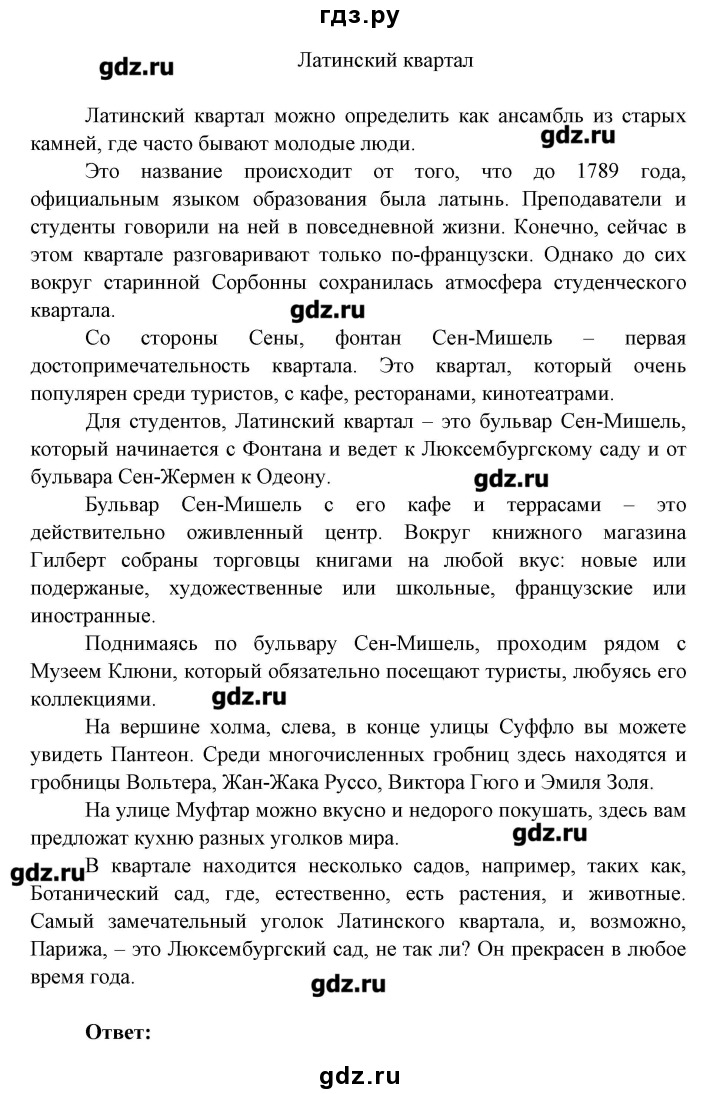 гдз.ру
Латинский квартал
gdz.ru
Латинский квартал можно определить как ансамбль из старых
камней, где часто бывают молодые люди.
gdz.ru
Это название происходит от того, что до 1789 года,
официальным языком образования была латынь. Преподаватели и
студенты говорили на ней в повседневной жизни. Конечно, сейчас в
этом квартале разговаривают только по-французски. Однако до сих
вокруг старинной Сорбонны сохранилась атмосфера студенческого
квартала.
gdz.ru
Со стороны Сены, фонтан Сен-Мишель – первая
достопримечательность квартала. Это квартал, который очень
популярен среди туристов, с кафе, ресторанами, кинотеатрами.
Для студентов, Латинский квартал – это бульвар Сен-Мишель,
который начинается с Фонтана и ведет к Люксембургскому саду и от
бульвара Сен-Жермен к Одеону.
gdz.ru
Бульвар Сен-Мишель с его кафе и террасами – это
действительно оживленный центр. Вокруг книжного магазина
Гилберт собраны торговцы книгами на любой вкус: новые или
подержаные, художественные или школьные, французские или
иностранные.
Поднимаясь по бульвару Сен-Мишель, проходим рядом с
Музеем Клюни, который обязательно посещают туристы, любуясь его
коллекциями.
gdz.ru
На вершине холма, слева, в конце улицы Суффло вы можете
увидеть Пантеон. Среди многочисленных гробниц здесь находятся и
гробницы Вольтера, Жан-Жака Руссо, Виктора Гюго и Эмиля Золя.
На улице Муфтар можно вкусно и недорого покушать, здесь вам
предложат кухню разных уголков мира.
gdz.ru
gdz.ru
В квартале находится несколько садов, например, таких как,
Ботанический сад, где, естественно, есть растения, и животные.
Самый замечательный уголок Латинского квартала, и, возможно,
Парижа, – это Люксембургский сад, не так ли? Он прекрасен в любое
время года.
gdz.ru
Ответ:
gdz.ru